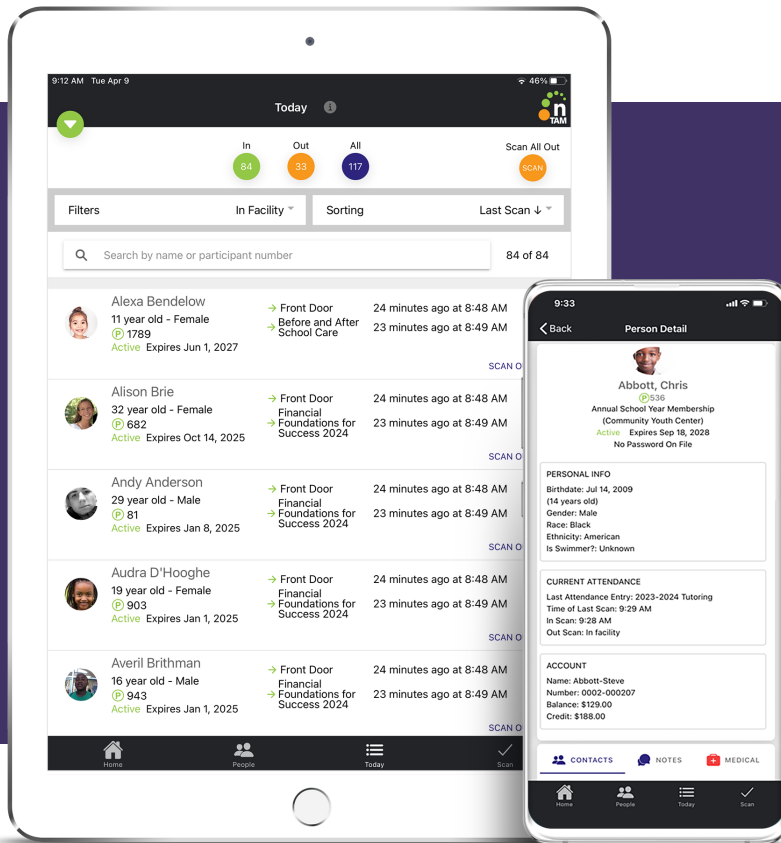 9:12 AM Tue Apr 9
46%
Today
n
TAM
In Out All Scan All Out
84 33 117 SCAN
Filters In Facility Sorting Last Scan ↓
Search by name or participant number 84 of 84
Alexa Bendelow
11 year old - Female
P 1789
Active Expires Jun 1, 2027
→ Front Door 24 minutes ago at 8:48 AM
→ Before and After
School Care 23 minutes ago at 8:49 AM
SCAN O
Alison Brie
32 year old - Female
P 682
Active Expires Oct 14, 2025
→ Front Door 24 minutes ago at 8:48 AM
Financial
→ Foundations for 23 minutes ago at 8:49 AM
Success 2024
SCAN O
Andy Anderson
29 year old - Male
P 81
Active Expires Jan 8, 2025
→ Front Door 24 minutes ago at 8:48 AM
Financial
→ Foundations for 23 minutes ago at 8:49 AM
Success 2024
SCAN O
Audra D'Hooghe
19 year old - Female
P 903
Active Expires Jan 1, 2025
→ Front Door 24 minutes ago at 8:48 AM
Financial
→ Foundations for 23 minutes ago at 8:49 AM
Success 2024
SCAN O
Averil Brithman
16 year old - Male
P 943
Active Expires Jan 1, 2025
→ Front Door 24 minutes ago at 8:48 AM
Financial
→ Foundations for 23 minutes ago at 8:49 AM
Success 2024
SCAN O
Home People Today Scan
9:33
Back Person Detail
Abbott, Chris
P 536
Annual School Year Membership
(Community Youth Center)
Active Expires Sep 18, 2028
No Password On File
PERSONAL INFO
Birthdate: Jul 14, 2009
(14 years old)
Gender: Male
Race: Black
Ethnicity: American
Is Swimmer?: Unknown
CURRENT ATTENDANCE
Last Attendance Entry: 2023-2024 Tutoring
Time of Last Scan: 9:29 AM
In Scan: 9:28 AM
Out Scan: In facility
ACCOUNT
Name: Abbott-Steve
Number: 0002-000207
Balance: $129.00
Credit: $188.00
CONTACTS NOTES MEDICAL
Home People Today Scan